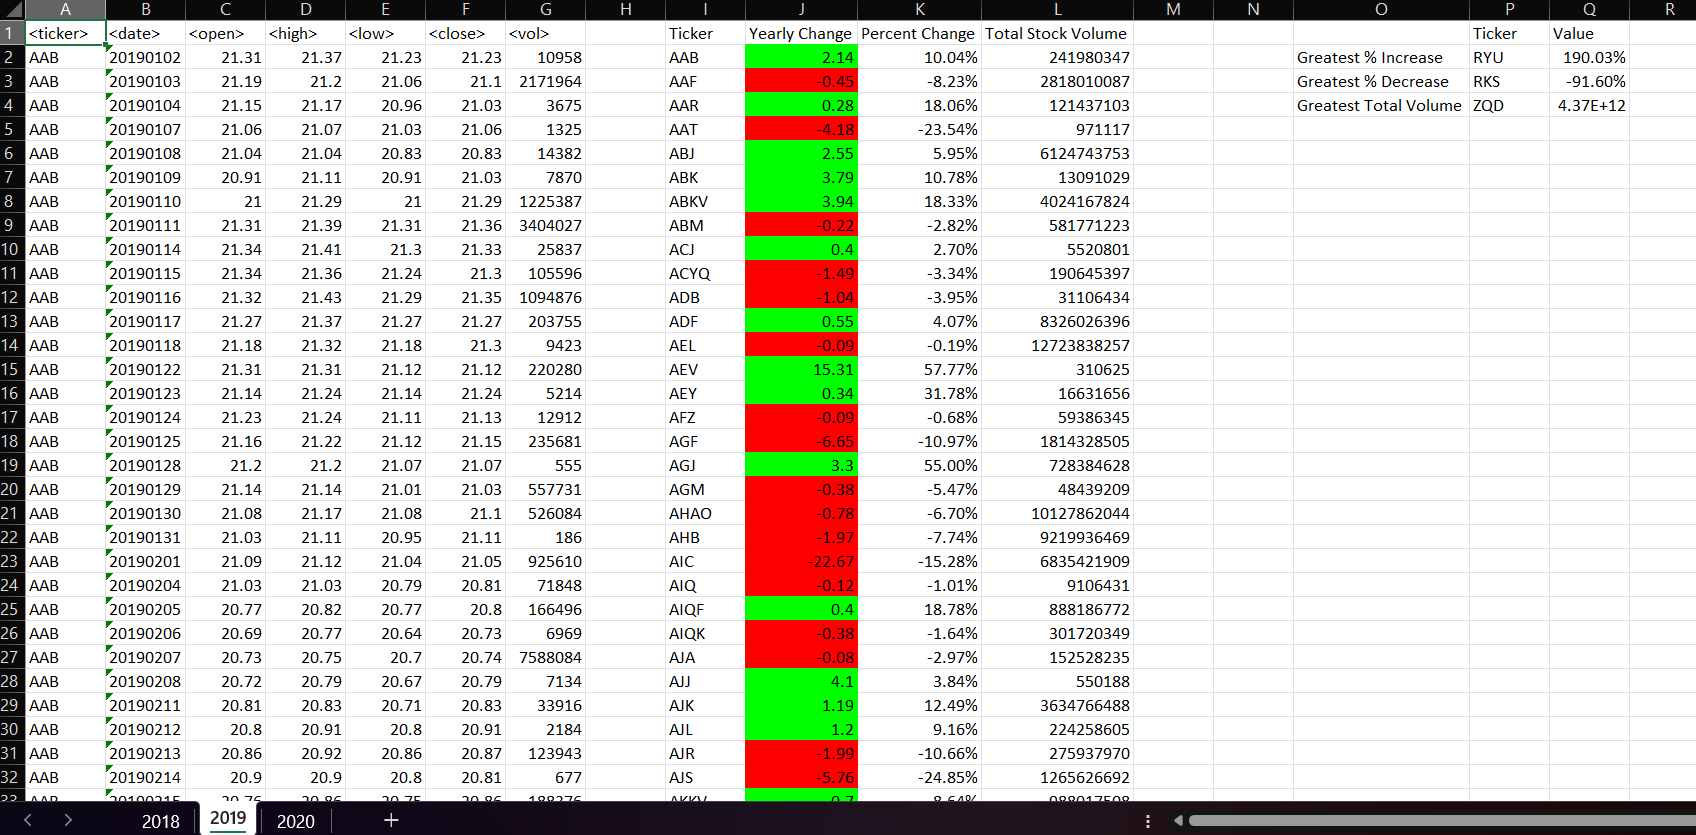 A B C D E F G H I J K L M N O P Q R
1 <ticker> <date> <open> <high> <low> <close> <vol> Ticker Yearly Change Percent Change Total Stock Volume Ticker Value
2 AAB 20190102 21.31 21.37 21.23 21.23 10958 AAB 2.14 10.04% 241980347 Greatest % Increase RYU 190.03%
3 AAB 20190103 21.19 21.2 21.06 21.1 2171964 AAF -0.45 -8.23% 2818010087 Greatest % Decrease RKS -91.60%
4 AAB 20190104 21.15 21.17 20.96 21.03 3675 AAR 0.28 18.06% 121437103 Greatest Total Volume ZQD 4.37E+12
5 AAB 20190107 21.06 21.07 21.03 21.06 1325 AAT -4.18 -23.54% 971117
6 AAB 20190108 21.04 21.04 20.83 20.83 14382 ABJ 2.55 5.95% 6124743753
7 AAB 20190109 20.91 21.11 20.91 21.03 7870 ABK 3.79 10.78% 13091029
8 AAB 20190110 21 21.29 21 21.29 1225387 ABKV 3.94 18.33% 4024167824
9 AAB 20190111 21.31 21.39 21.31 21.36 3404027 ABM -0.22 -2.82% 581771223
10 AAB 20190114 21.34 21.41 21.3 21.33 25837 ACJ 0.4 2.70% 5520801
11 AAB 20190115 21.34 21.36 21.24 21.3 105596 ACYQ -1.49 -3.34% 190645397
12 AAB 20190116 21.32 21.43 21.29 21.35 1094876 ADB -1.04 -3.95% 31106434
13 AAB 20190117 21.27 21.37 21.27 21.27 203755 ADF 0.55 4.07% 8326026396
14 AAB 20190118 21.18 21.32 21.18 21.3 9423 AEL -0.09 -0.19% 12723838257
15 AAB 20190122 21.31 21.31 21.12 21.12 220280 AEV 15.31 57.77% 310625
16 AAB 20190123 21.14 21.24 21.14 21.24 5214 AEY 0.34 31.78% 16631656
17 AAB 20190124 21.23 21.24 21.11 21.13 12912 AFZ -0.09 -0.68% 59386345
18 AAB 20190125 21.16 21.22 21.12 21.15 235681 AGF -6.65 -10.97% 1814328505
19 AAB 20190128 21.2 21.2 21.07 21.07 555 AGJ 3.3 55.00% 728384628
20 AAB 20190129 21.14 21.14 21.01 21.03 557731 AGM -0.38 -5.47% 48439209
21 AAB 20190130 21.08 21.17 21.08 21.1 526084 AHAO -0.78 -6.70% 10127862044
22 AAB 20190131 21.03 21.11 20.95 21.11 186 AHB -1.97 -7.74% 9219936469
23 AAB 20190201 21.09 21.12 21.04 21.05 925610 AIC -22.67 -15.28% 6835421909
24 AAB 20190204 21.03 21.03 20.79 20.81 71848 AIQ -0.12 -1.01% 9106431
25 AAB 20190205 20.77 20.82 20.77 20.8 166496 AIQF 0.4 18.78% 888186772
26 AAB 20190206 20.69 20.77 20.64 20.73 6969 AIQK -0.38 -1.64% 301720349
27 AAB 20190207 20.73 20.75 20.7 20.74 7588084 AJA -0.08 -2.97% 152528235
28 AAB 20190208 20.72 20.79 20.67 20.79 7134 AJJ 4.1 3.84% 550188
29 AAB 20190211 20.81 20.83 20.71 20.83 33916 AJK 1.19 12.49% 3634766488
30 AAB 20190212 20.8 20.91 20.8 20.91 2184 AJL 1.2 9.16% 224258605
31 AAB 20190213 20.86 20.92 20.86 20.87 123943 AJR -1.99 -10.66% 275937970
32 AAB 20190214 20.9 20.9 20.8 20.81 677 AJS -5.76 -24.85% 1265626692
2018 2019 2020